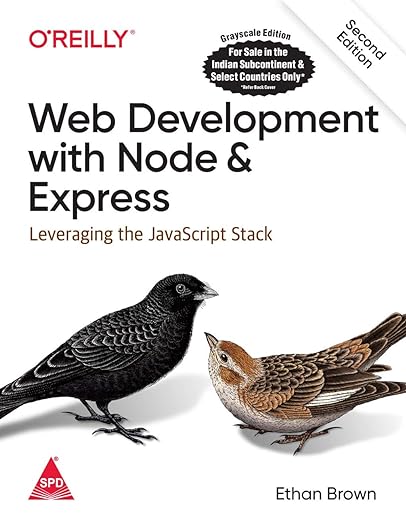 O'REILLY®
Grayscale Edition
For Sale in the
Indian Subcontinent &
Select Countries Only*
*Refer Back Cover
Second
Edition
Web Development
with Node &
Express
Leveraging the JavaScript Stack
SPD
Ethan Brown